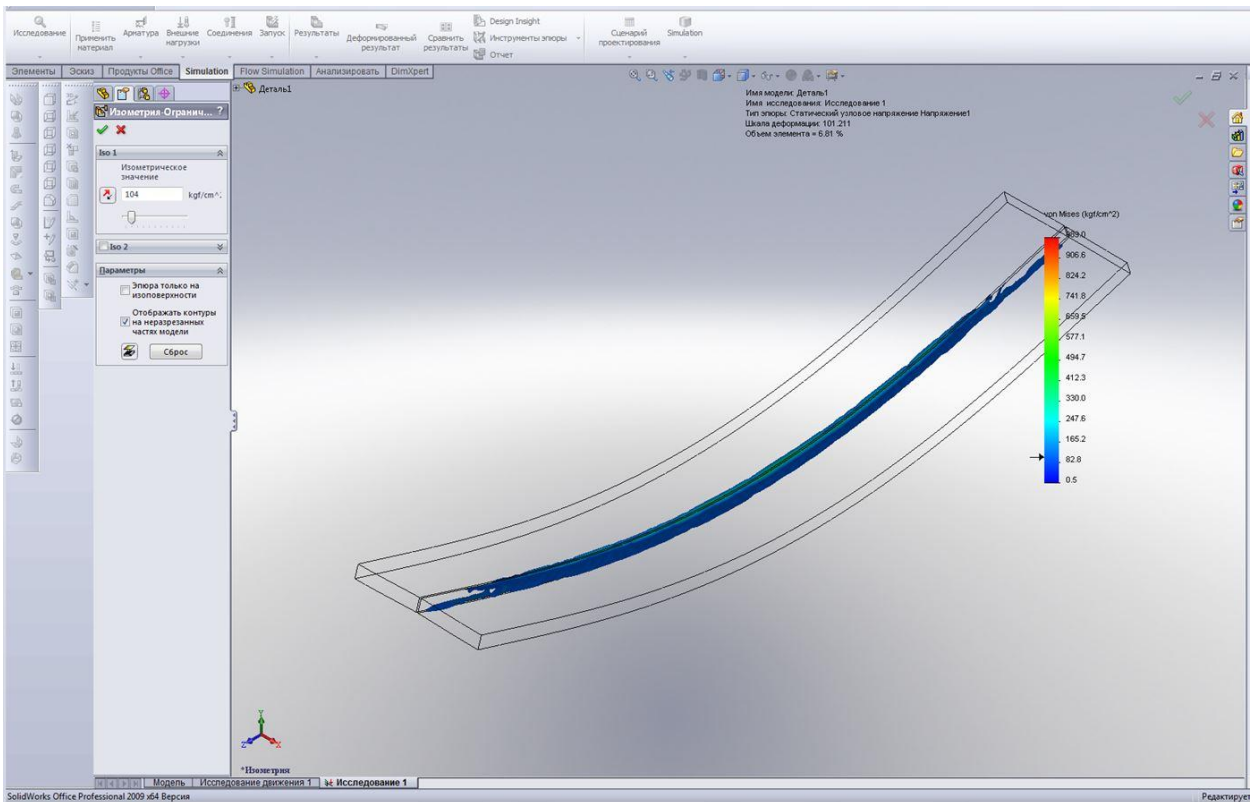 Исследование
Применить материал
Арматура
Внешние нагрузки
Соединения
Запуск
Результаты
Деформированный результат
Сравнить результаты
Design Insight
Инструменты эпюры
Отчет
Сценарий проектирования
Simulation
Элементы
Эскиз
Продукты Office
Simulation
Flow Simulation
Анализировать
DimXpert
Деталь1
Изометрия-Огранич... ?
Iso 1
Изометрическое
значение
104 kgf/cm^
Iso 2
Параметры
Эпюра только на
изоповерхности
Отображать контуры
на неразрезанных
частях модели
Сброс
Имя модели: Деталь1
Имя исследования: Исследование 1
Тип эпюры: Статический узловое напряжение Напряжение1
Шкала деформации: 101.211
Объем элемента = 6.81 %
von Mises (kgf/cm^2)
906.6
824.2
741.8
659.5
577.1
494.7
412.3
330.0
247.6
165.2
82.8
0.5
Y
Z
X
*Изометрия
Модель
Исследование движения 1
Исследование 1
SolidWorks Office Professional 2009 x64 Версия
Редактирует